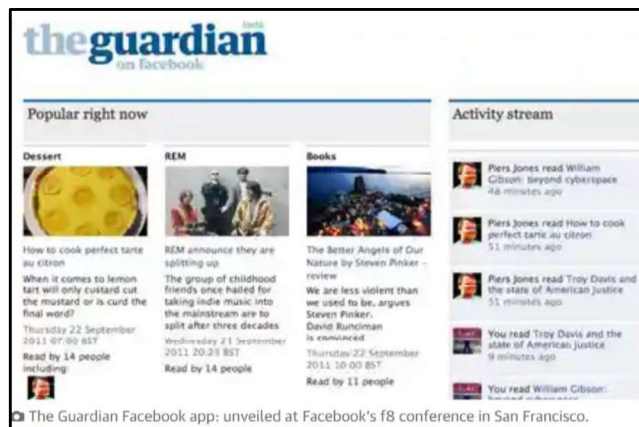 beta
theguardian
on facebook
Popular right now
Dessert
How to cook perfect tarte
au citron
When it comes to lemon
tart will only custard cut
the mustard or is curd the
final word?
Thursday 22 September
2011 07:00 BST
Read by 14 people
including:
REM
REM announce they are
splitting up
The group of childhood
friends once hailed for
taking indie music into
the mainstream are to
split after three decades
Wednesday 21 September
2011 20:23 BST
Read by 14 people
Books
The Better Angels of Our
Nature by Steven Pinker –
review
We are less violent than
we used to be, argues
Steven Pinker.
David Runciman
is convinced
Thursday 22 September
2011 10:00 BST
Read by 11 people
Activity stream
Piers Jones read William
Gibson: beyond cyberspace
46 minutes ago
Piers Jones read How to cook
perfect tarte au citron
51 minutes ago
Piers Jones read Troy Davis and
the state of American justice
51 minutes ago
You read Troy Davis and the
state of American justice
9 minutes ago
You read William Gibson:
beyond cyberspace
The Guardian Facebook app: unveiled at Facebook's f8 conference in San Francisco.